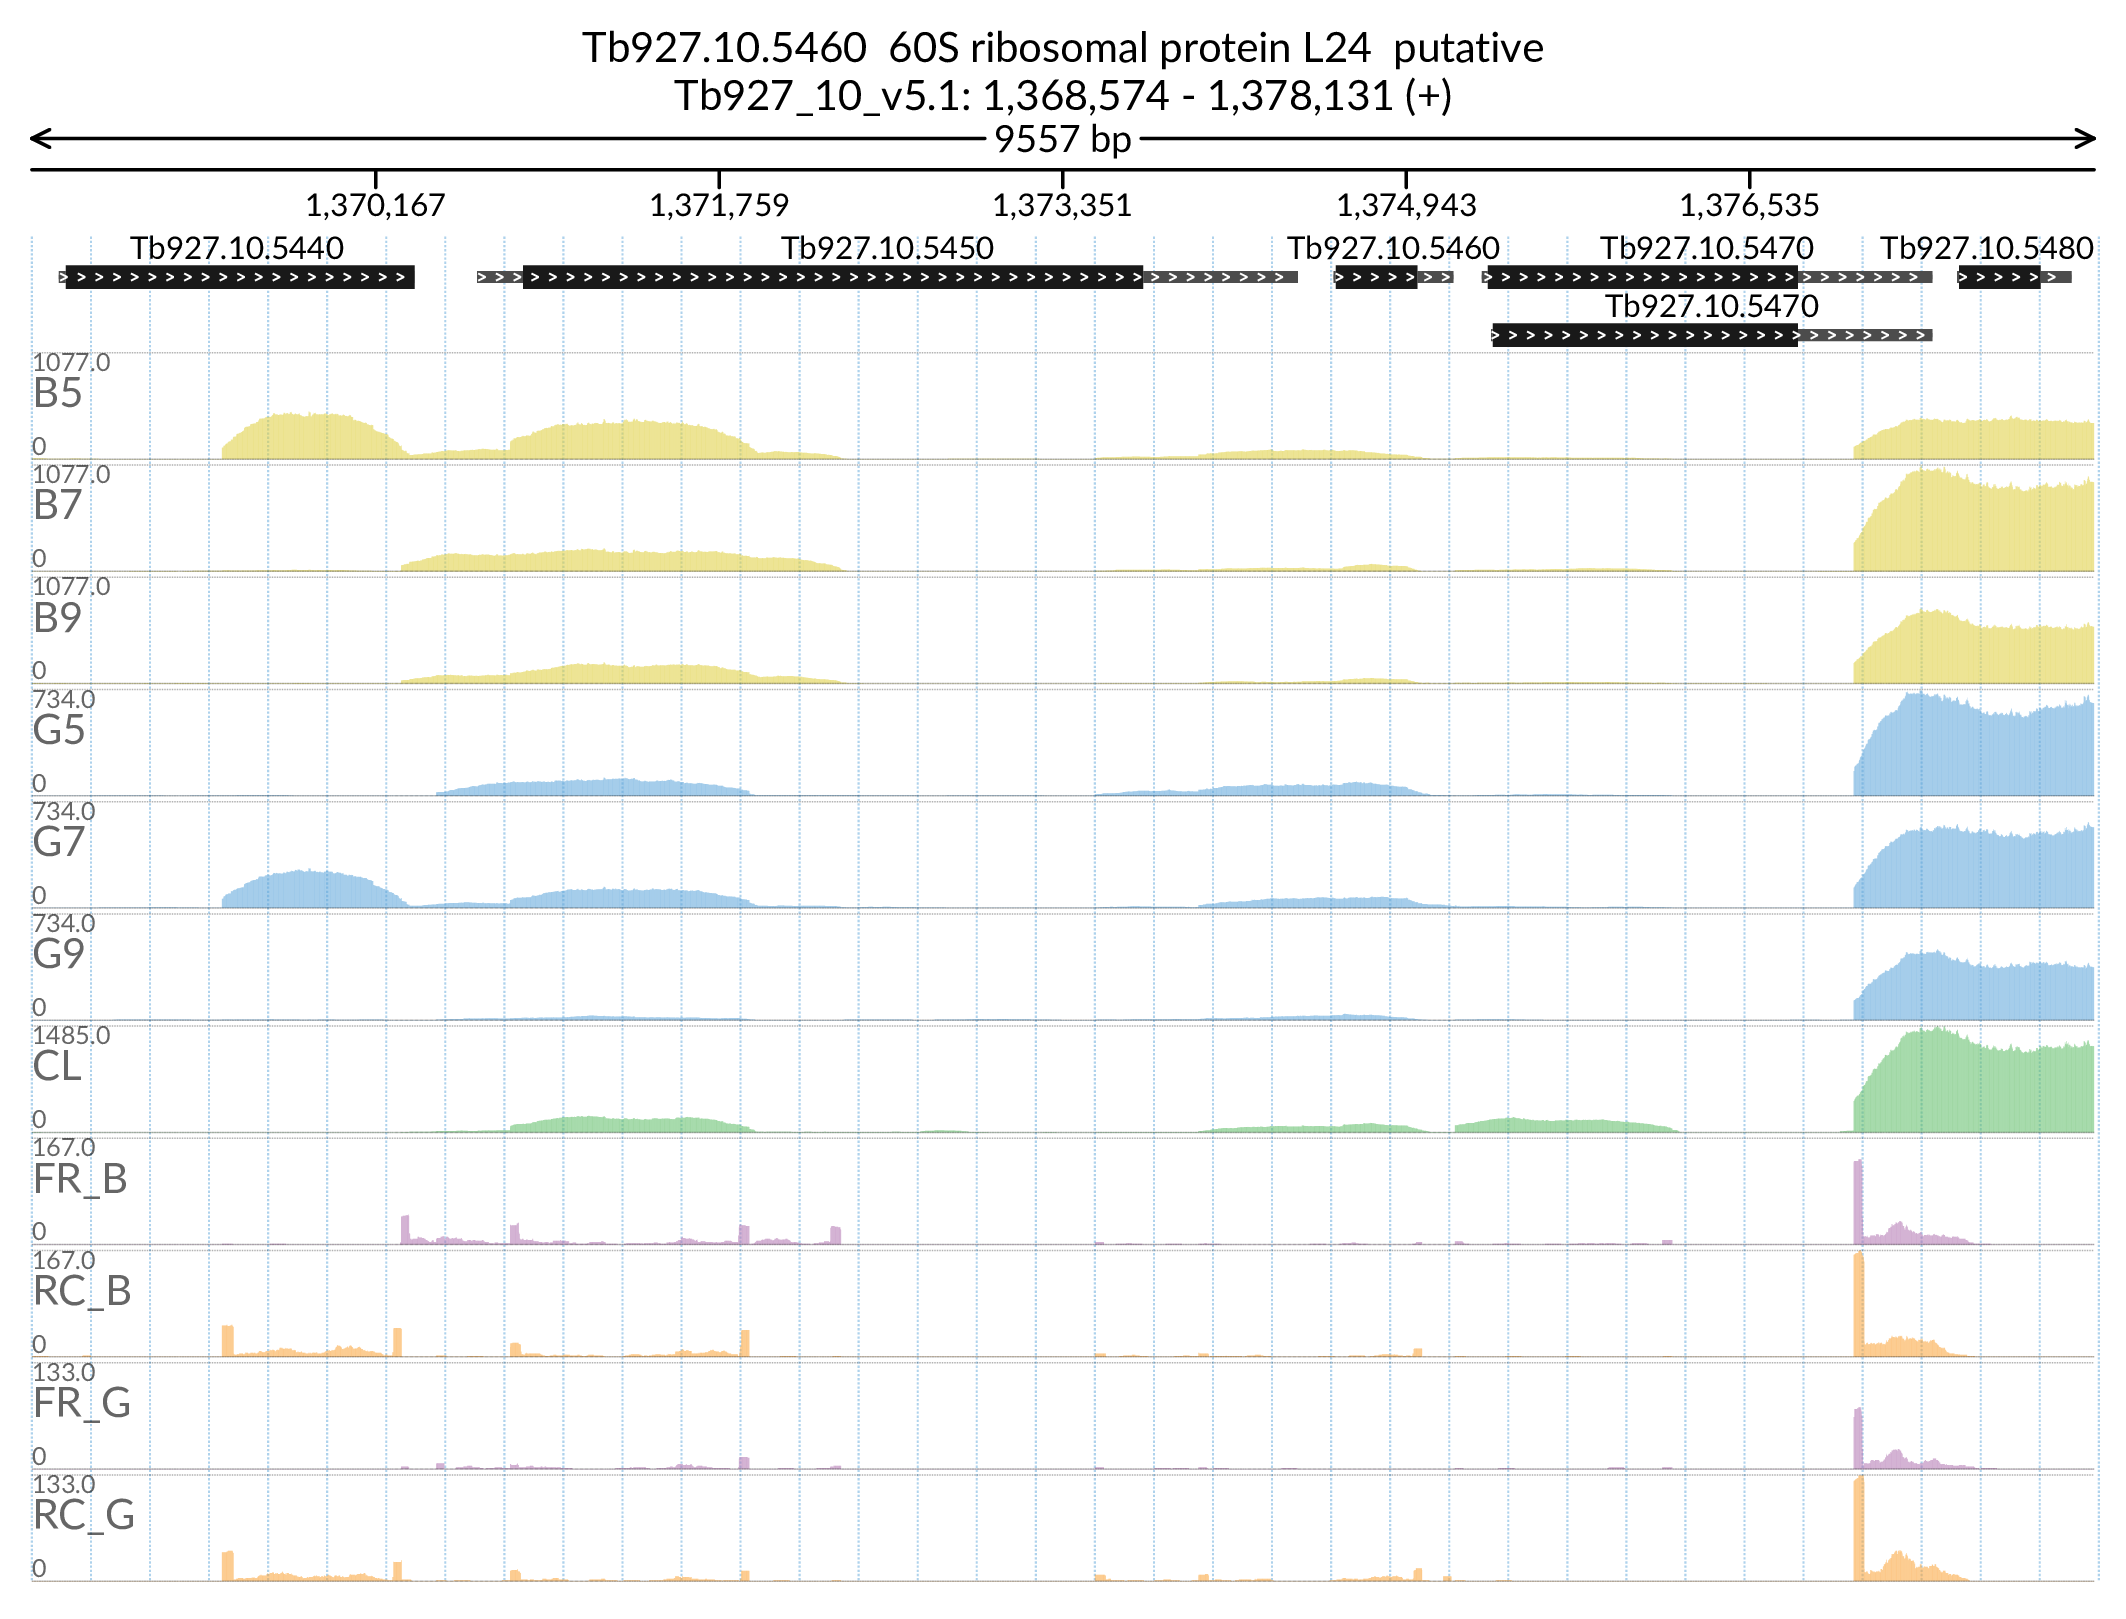 Tb927.10.5460  60S ribosomal protein L24  putative
Tb927_10_v5.1: 1,368,574 - 1,378,131 (+)
9557 bp
1,370,167 1,371,759 1,373,351 1,374,943 1,376,535
Tb927.10.5440 Tb927.10.5450 Tb927.10.5460 Tb927.10.5470 Tb927.10.5480
Tb927.10.5470
1077.0
B5
0
1077.0
B7
0
1077.0
B9
0
734.0
G5
0
734.0
G7
0
734.0
G9
0
1485.0
CL
0
167.0
FR_B
0
167.0
RC_B
0
133.0
FR_G
0
133.0
RC_G
0